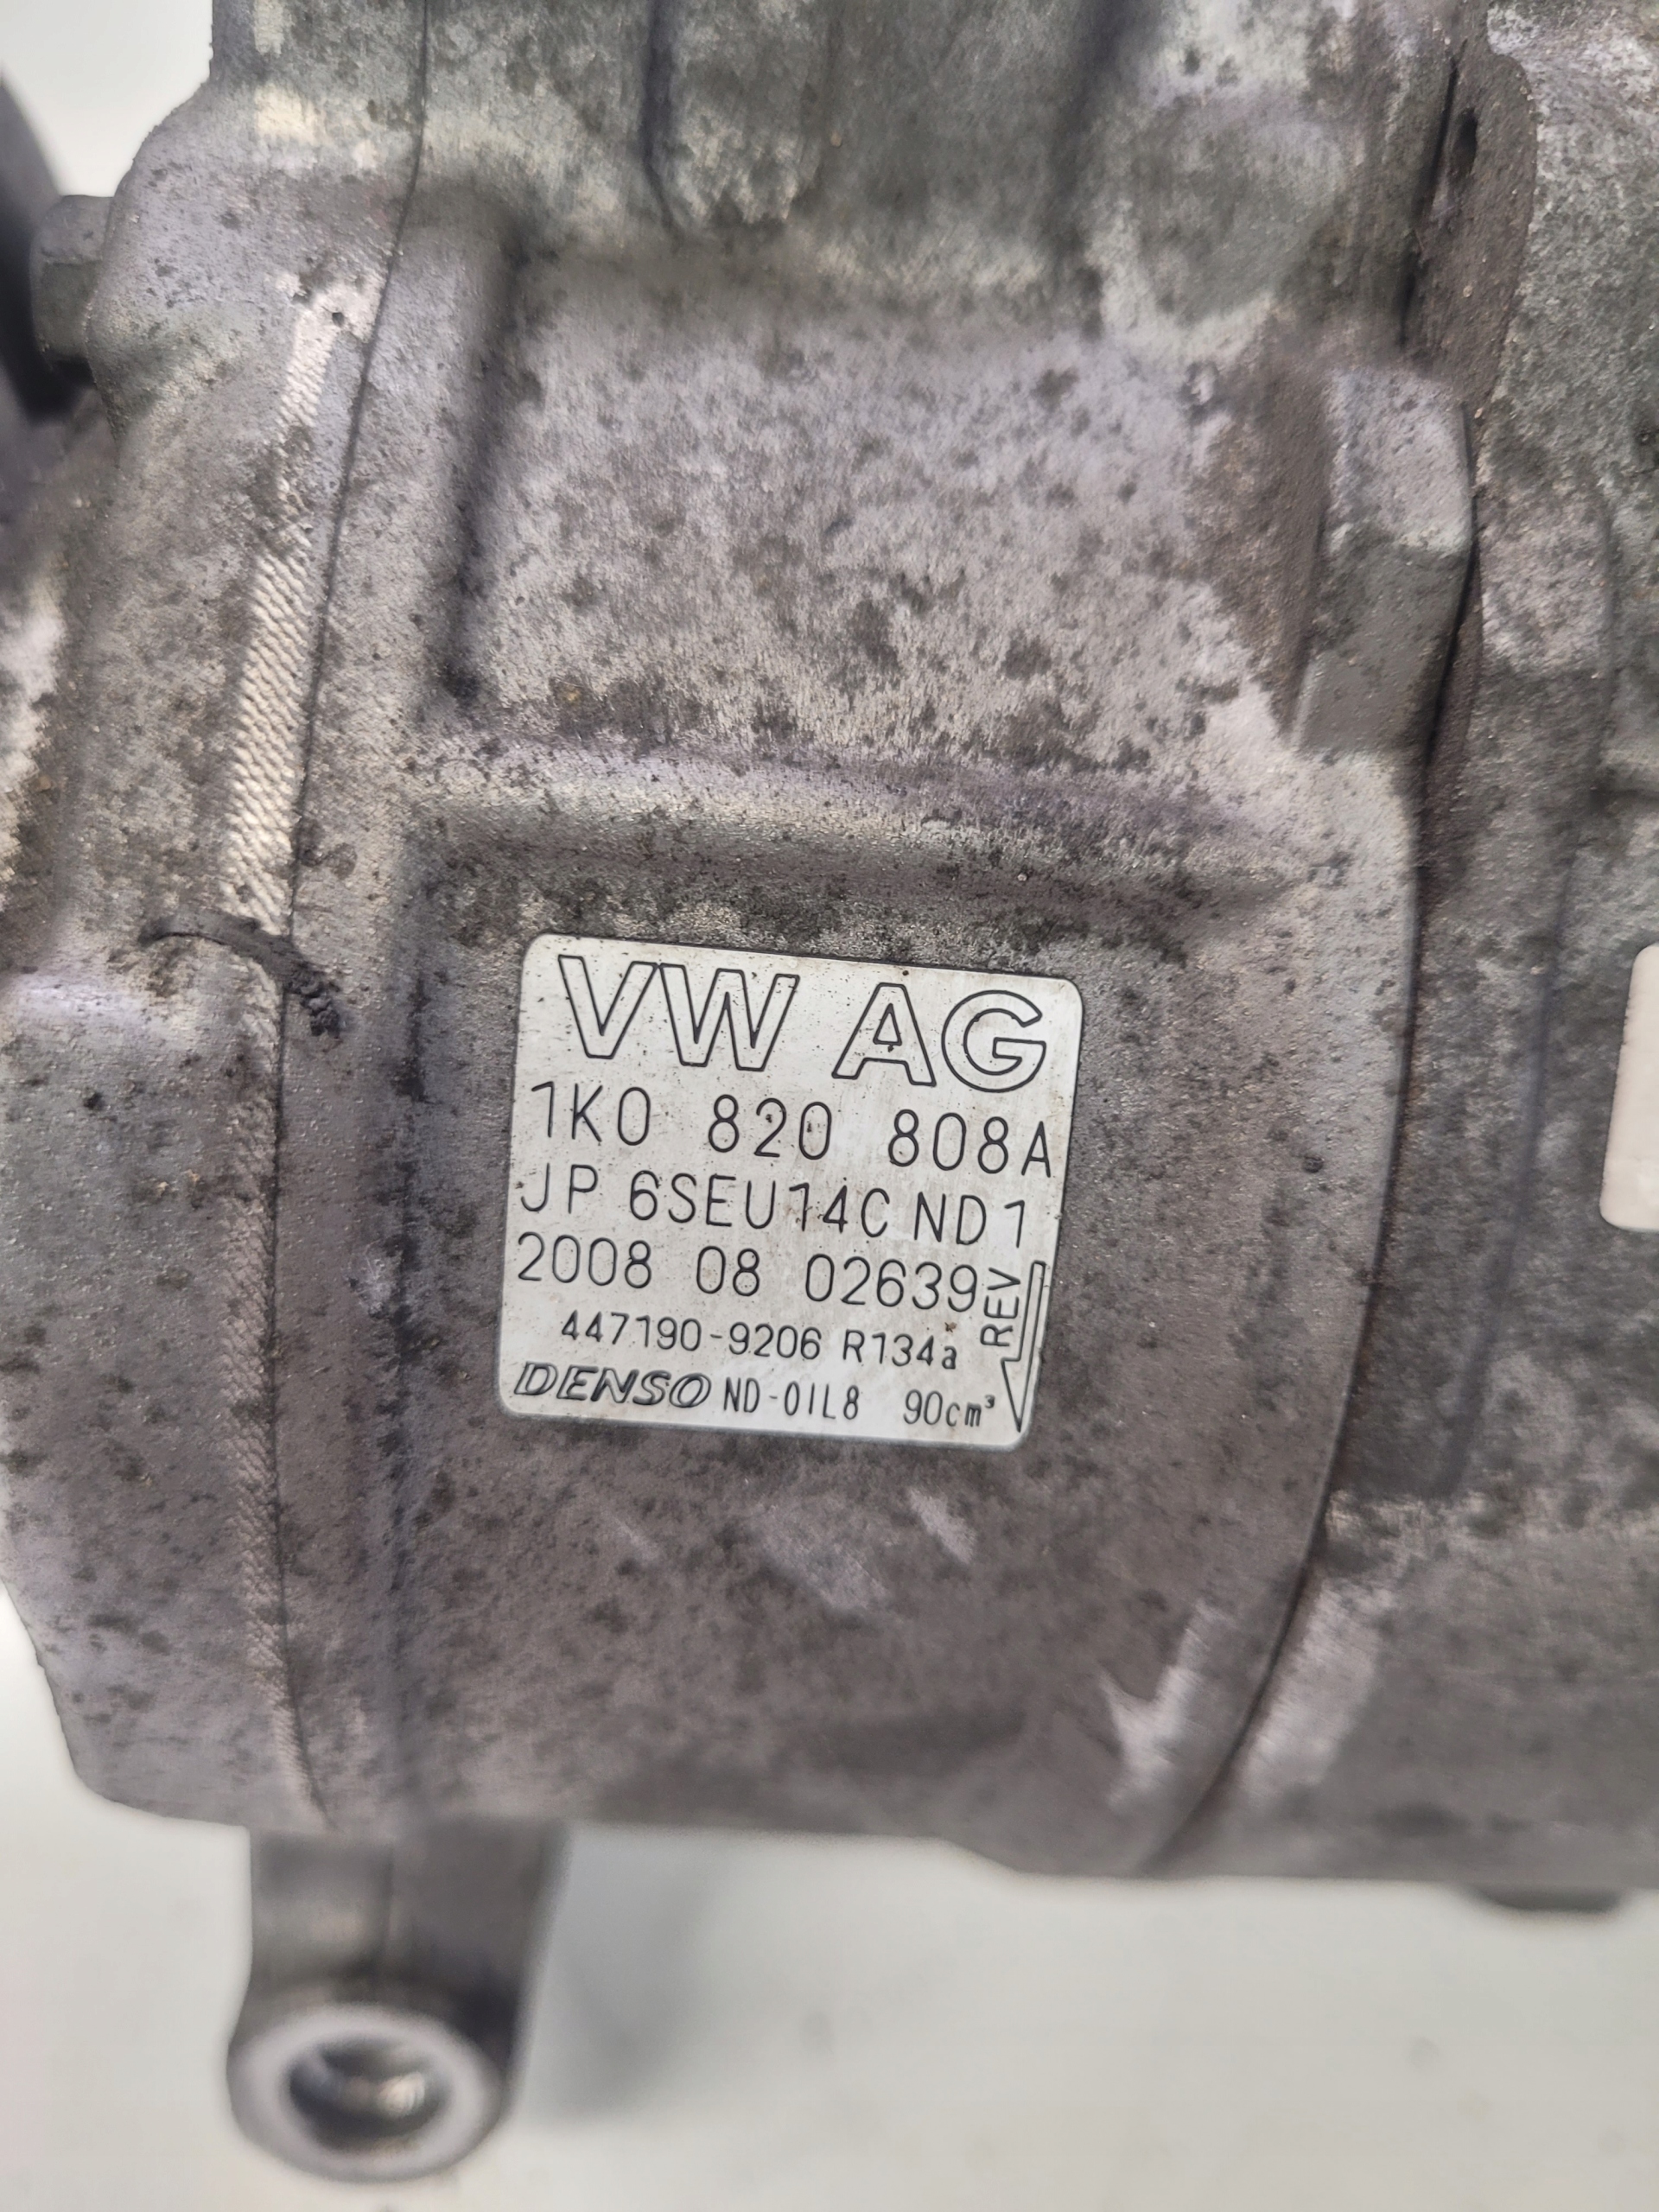 VW AG
1K0 820 808A
JP 6SEU14C ND1
2008 08 02639
REV
447190-9206 R134a
DENSO ND-OIL8 90cm³